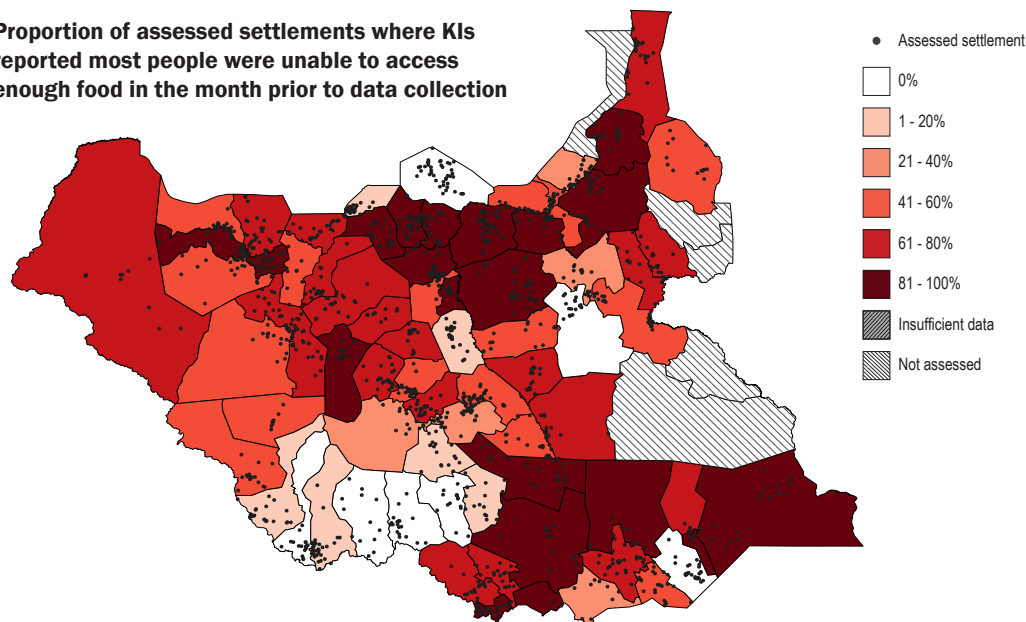 Proportion of assessed settlements where KIs
reported most people were unable to access
enough food in the month prior to data collection
Assessed settlement
0%
1 - 20%
21 - 40%
41 - 60%
61 - 80%
81 - 100%
Insufficient data
Not assessed